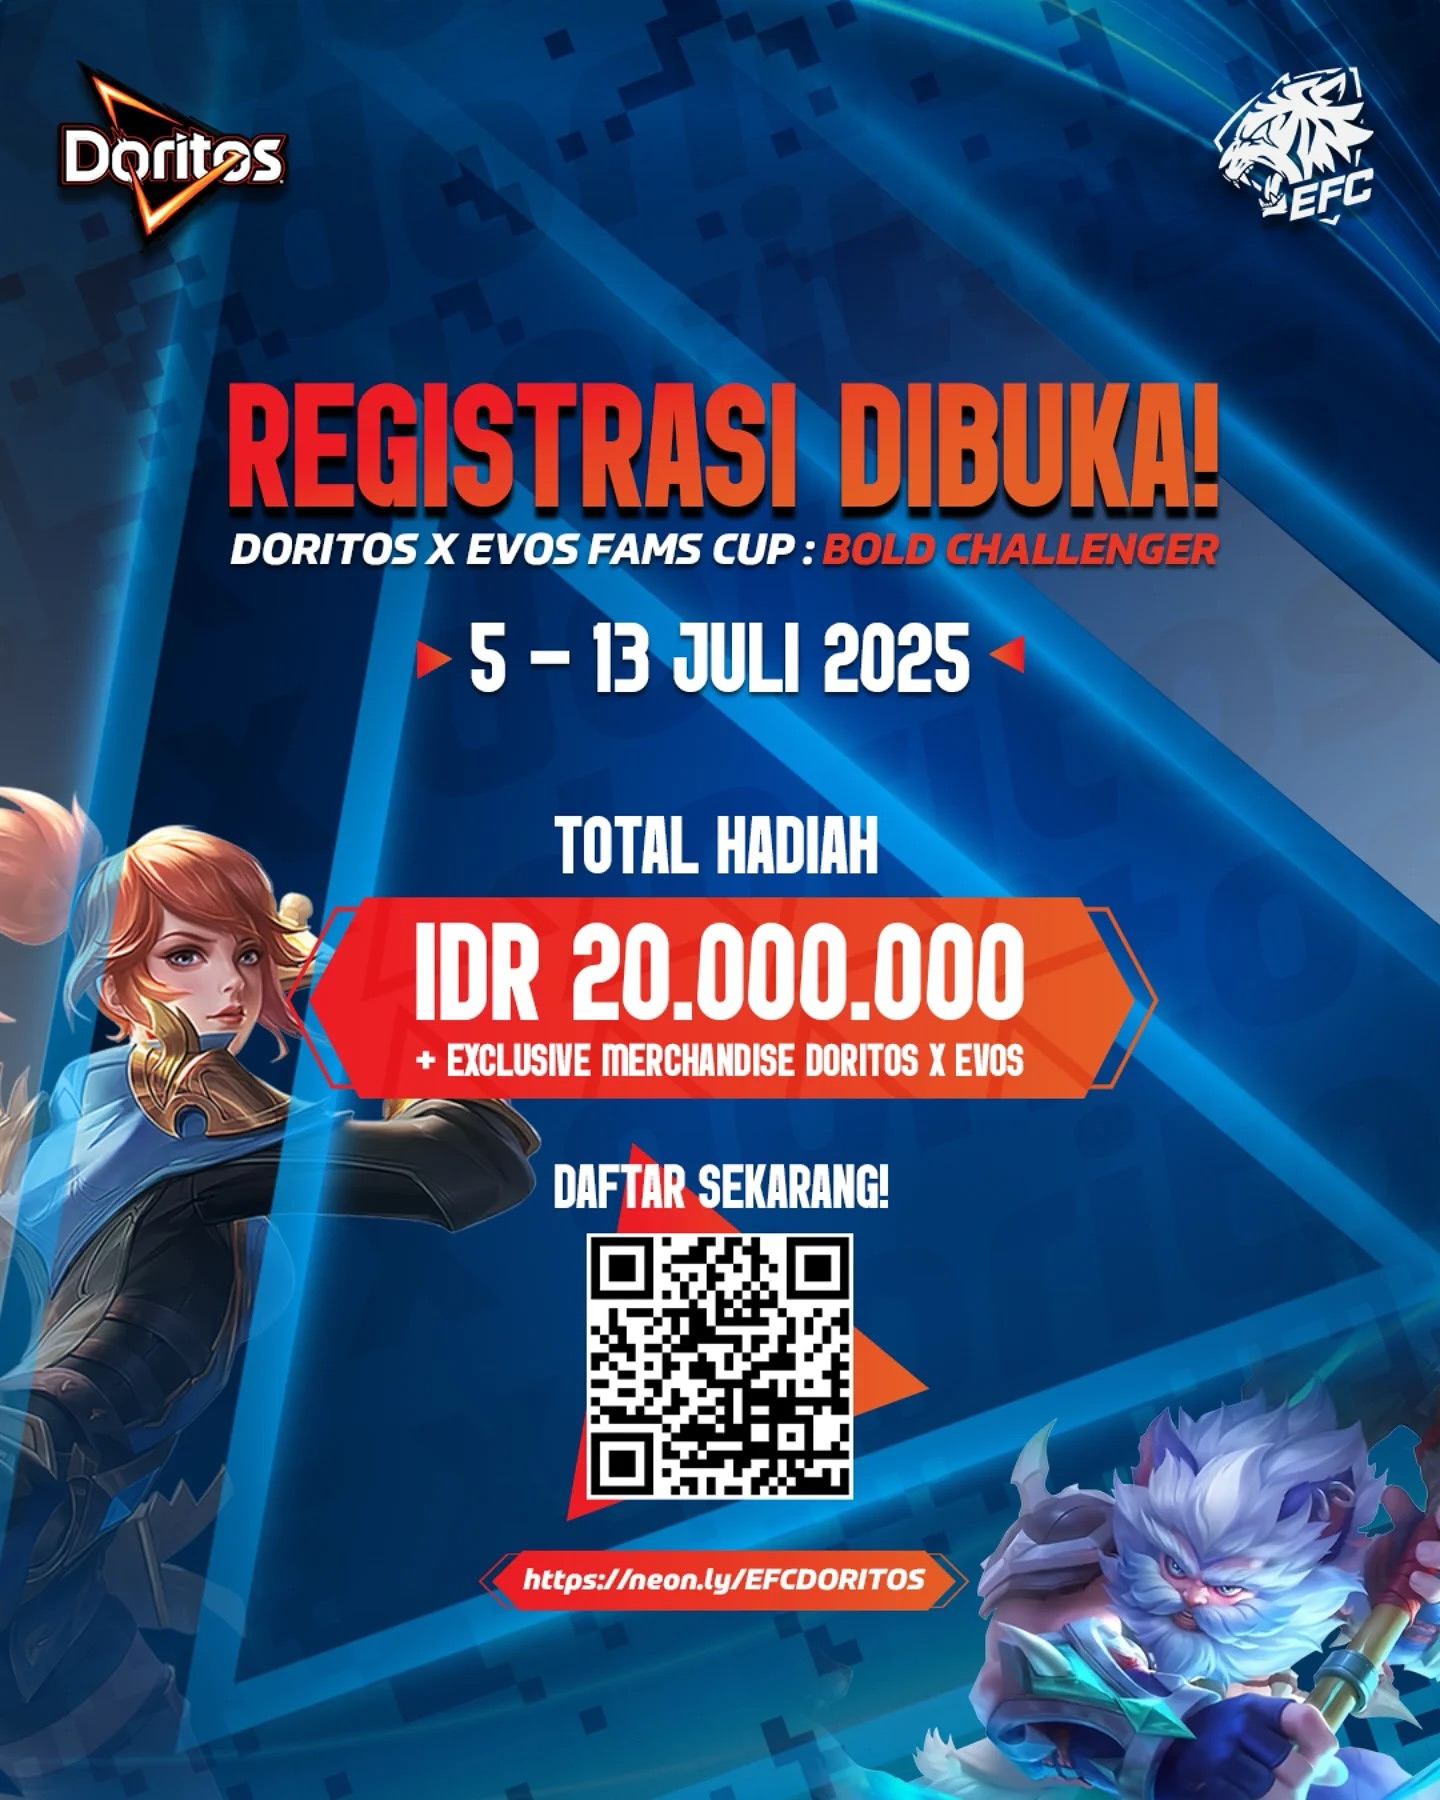 Doritos
EFC
REGISTRASI DIBUKA!
DORITOS X EVOS FAMS CUP : BOLD CHALLENGER
5 – 13 JULI 2025
TOTAL HADIAH
IDR 20.000.000
+ EXCLUSIVE MERCHANDISE DORITOS X EVOS
DAFTAR SEKARANG!
https://neon.ly/EFCDORITOS